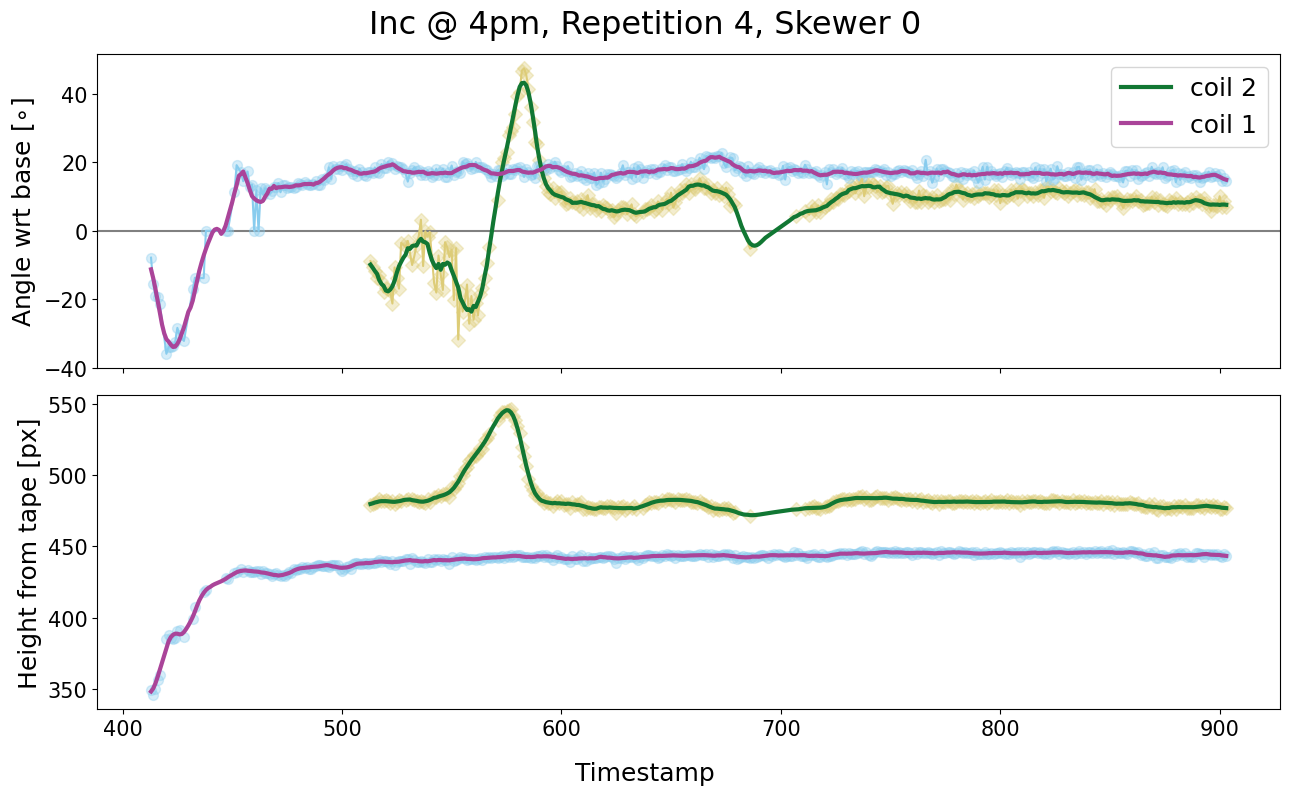 Inc @ 4pm, Repetition 4, Skewer 0
Angle wrt base [∘]
40
20
0
−20
−40
coil 2
coil 1
Height from tape [px]
550
500
450
400
350
400 500 600 700 800 900
Timestamp